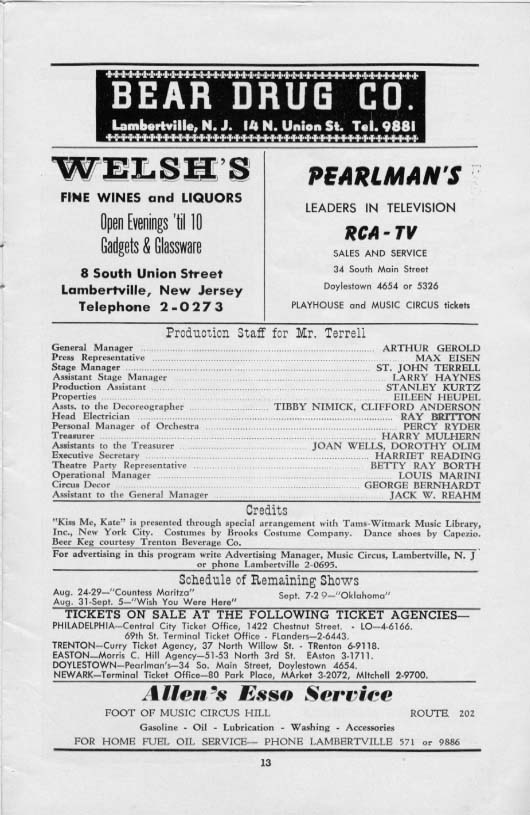 BEAR DRUG CO.
Lambertville, N. J. 14 N. Union St. Tel. 9881
WELSH'S
FINE WINES and LIQUORS
Open Evenings 'til 10
Gadgets & Glassware
8 South Union Street
Lambertville, New Jersey
Telephone 2-0273
PEARLMAN'S
LEADERS IN TELEVISION
RCA - TV
SALES AND SERVICE
34 South Main Street
Doylestown 4654 or 5326
PLAYHOUSE and MUSIC CIRCUS tickets
Production Staff for Mr. Terrell
General Manager ARTHUR GEROLD
Press Representative MAX EISEN
Stage Manager ST. JOHN TERRELL
Assistant Stage Manager LARRY HAYNES
Production Assistant STANLEY KURTZ
Properties EILEEN HEUPEL
Assts. to the Decoreographer TIBBY NIMICK, CLIFFORD ANDERSON
Head Electrician RAY BRITTON
Personal Manager of Orchestra PERCY RYDER
Treasurer HARRY MULHERN
Assistants to the Treasurer JOAN WELLS, DOROTHY OLIM
Executive Secretary HARRIET READING
Theatre Party Representative BETTY RAY BORTH
Operational Manager LOUIS MARINI
Circus Decor GEORGE BERNHARDT
Assistant to the General Manager JACK W. REAHM
Credits
"Kiss Me, Kate" is presented through special arrangement with Tams-Witmark Music Library,
Inc., New York City. Costumes by Brooks Costume Company. Dance shoes by Capezio.
Beer Keg courtesy Trenton Beverage Co.
For advertising in this program write Advertising Manager, Music Circus, Lambertville, N. J
or phone Lambertville 2-0695.
Schedule of Remaining Shows
Aug. 24-29—"Countess Maritza"
Aug. 31-Sept. 5—"Wish You Were Here"
Sept. 7-2 9—"Oklahoma"
TICKETS ON SALE AT THE FOLLOWING TICKET AGENCIES—
PHILADELPHIA—Central City Ticket Office, 1422 Chestnut Street. - LO—4-6166.
69th St. Terminal Ticket Office - FLanders—2-6443.
TRENTON—Curry Ticket Agency, 37 North Willow St. - TRenton 6-9118.
EASTON—Morris C. Hill Agency—51-53 North 3rd St. EAston 3-1711.
DOYLESTOWN—Pearlman's—34 So. Main Street, Doylestown 4654.
NEWARK—Terminal Ticket Office—80 Park Place, MArket 3-2072, MItchell 2-9700.
Allen's Esso Service
FOOT OF MUSIC CIRCUS HILL ROUTE 202
Gasoline - Oil - Lubrication - Washing - Accessories
FOR HOME FUEL OIL SERVICE— PHONE LAMBERTVILLE 571 or 9886
13